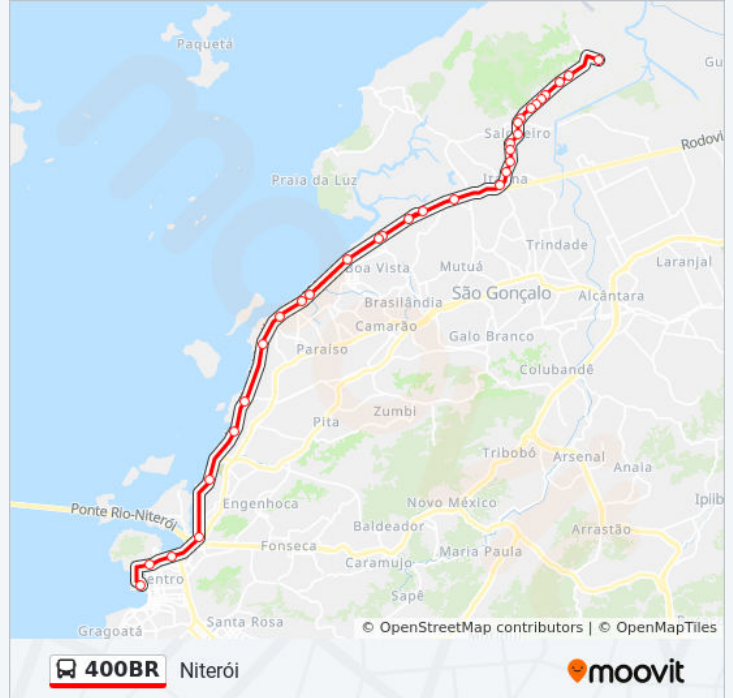 Paquetá
Gu
Salgueiro
Rodovi
Itaúna
Praia da Luz
Trindade
Laranjal
Boa Vista
Mutuá
São Gonçalo
Alcântara
Brasilândia
Camarão
Galo Branco
Paraíso
Colubandê
Zumbi
Pita
Tribobó
Arsenal
Anaia
Ipiib
Engenhoca
Novo México
Ponte Rio-Niterói
Baldeador
Arrastão
Fonseca
Maria Paula
Caramujo
Centro
Sapê
Santa Rosa
Gragoatá
© OpenStreetMap contributors | © OpenMapTiles
400BR Niterói
moovit